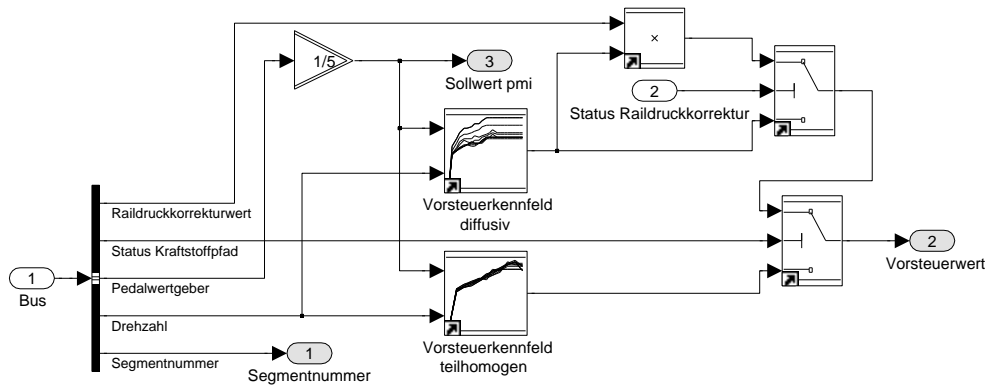 1/5
3
Sollwert pmi
×
2
Status Raildruckkorrektur
Vorsteuerkennfeld
diffusiv
Raildruckkorrekturwert
Status Kraftstoffpfad
1
Bus
Pedalwertgeber
2
Vorsteuerwert
Drehzahl
Vorsteuerkennfeld
teilhomogen
Segmentnummer
1
Segmentnummer